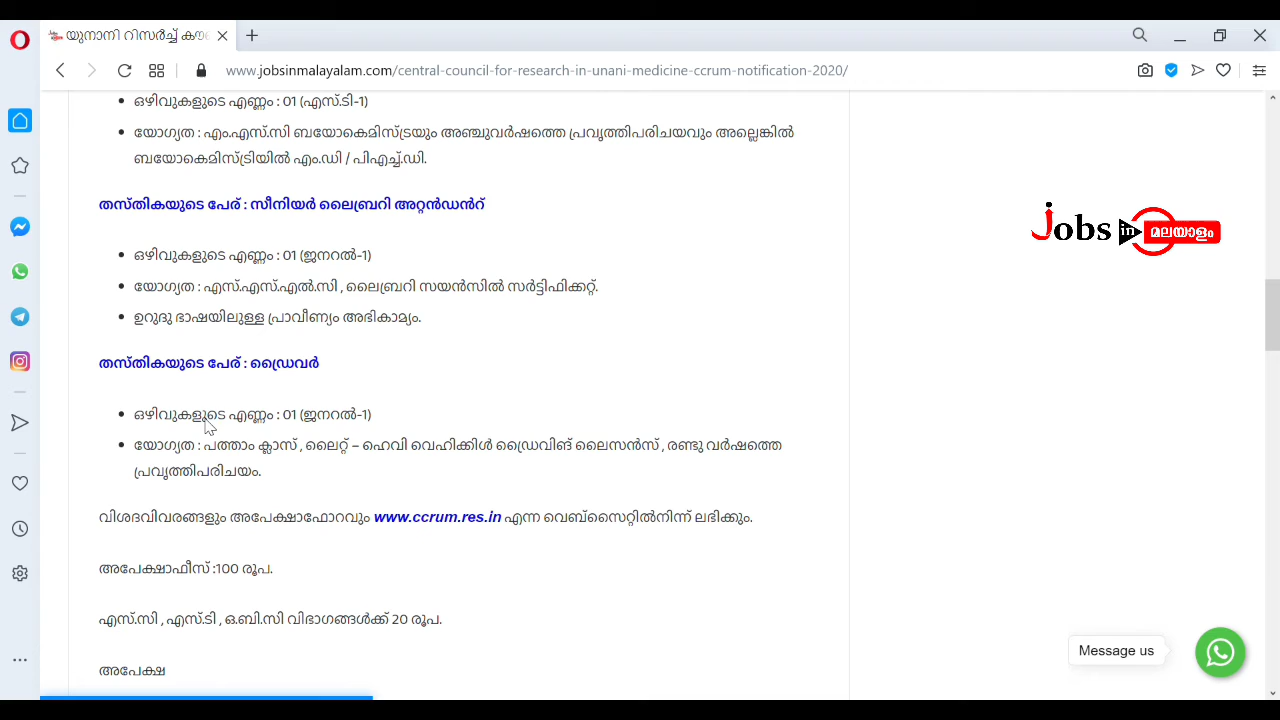 യുനാനി റിസർച്ച് കൗ
www.jobsinmalayalam.com/central-council-for-research-in-unani-medicine-ccrum-notification-2020/
ഒഴിവുകളുടെ എണ്ണം : 01 (എസ്.ടി-1)
യോഗ്യത : എം.എസ്.സി ബയോകെമിസ്ട്രയും അഞ്ചുവർഷത്തെ പ്രവൃത്തിപരിചയവും അല്ലെങ്കിൽ
ബയോകെമിസ്ട്രിയിൽ എം.ഡി / പിഎച്ച്.ഡി.
തസ്തികയുടെ പേര് : സീനിയർ ലൈബ്രറി അറ്റൻഡൻറ്
Jobs in മലയാളം
ഒഴിവുകളുടെ എണ്ണം : 01 (ജനറൽ-1)
യോഗ്യത : എസ്.എസ്.എൽ.സി , ലൈബ്രറി സയൻസിൽ സർട്ടിഫിക്കറ്റ്.
ഉറുദു ഭാഷയിലുള്ള പ്രാവീണ്യം അഭികാമ്യം.
തസ്തികയുടെ പേര് : ഡ്രൈവർ
ഒഴിവുകളുടെ എണ്ണം : 01 (ജനറൽ-1)
യോഗ്യത : പത്താം ക്ലാസ് , ലൈറ്റ് – ഹെവി വെഹിക്കിൾ ഡ്രൈവിങ് ലൈസൻസ് , രണ്ടു വർഷത്തെ
പ്രവൃത്തിപരിചയം.
വിശദവിവരങ്ങളും അപേക്ഷാഫോറവും www.ccrum.res.in എന്ന വെബ്സൈറ്റിൽനിന്ന് ലഭിക്കും.
അപേക്ഷാഫീസ് :100 രൂപ.
എസ്.സി , എസ്.ടി , ഒ.ബി.സി വിഭാഗങ്ങൾക്ക് 20 രൂപ.
Message us
അപേക്ഷ